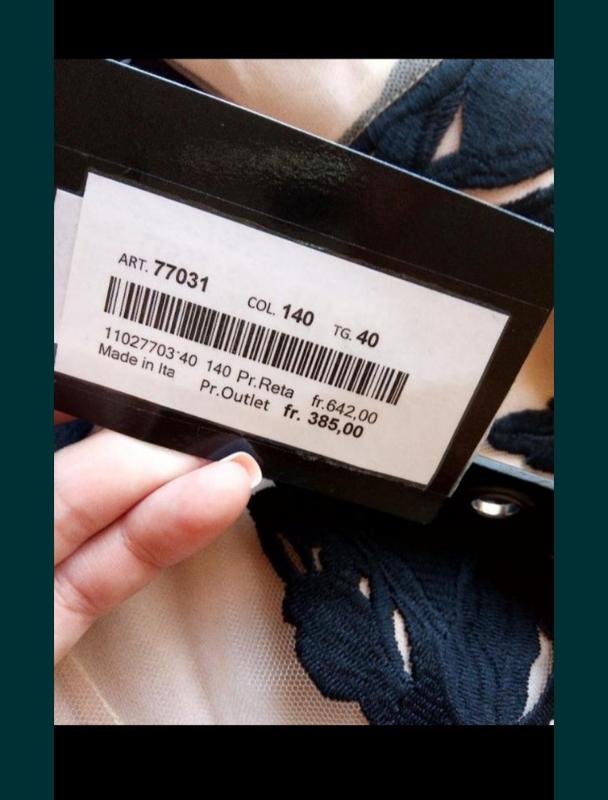 ART. 77031 COL. 140 TG. 40
11027703 40 140 Pr.Reta fr.642,00
Made in Ita Pr.Outlet fr. 385,00